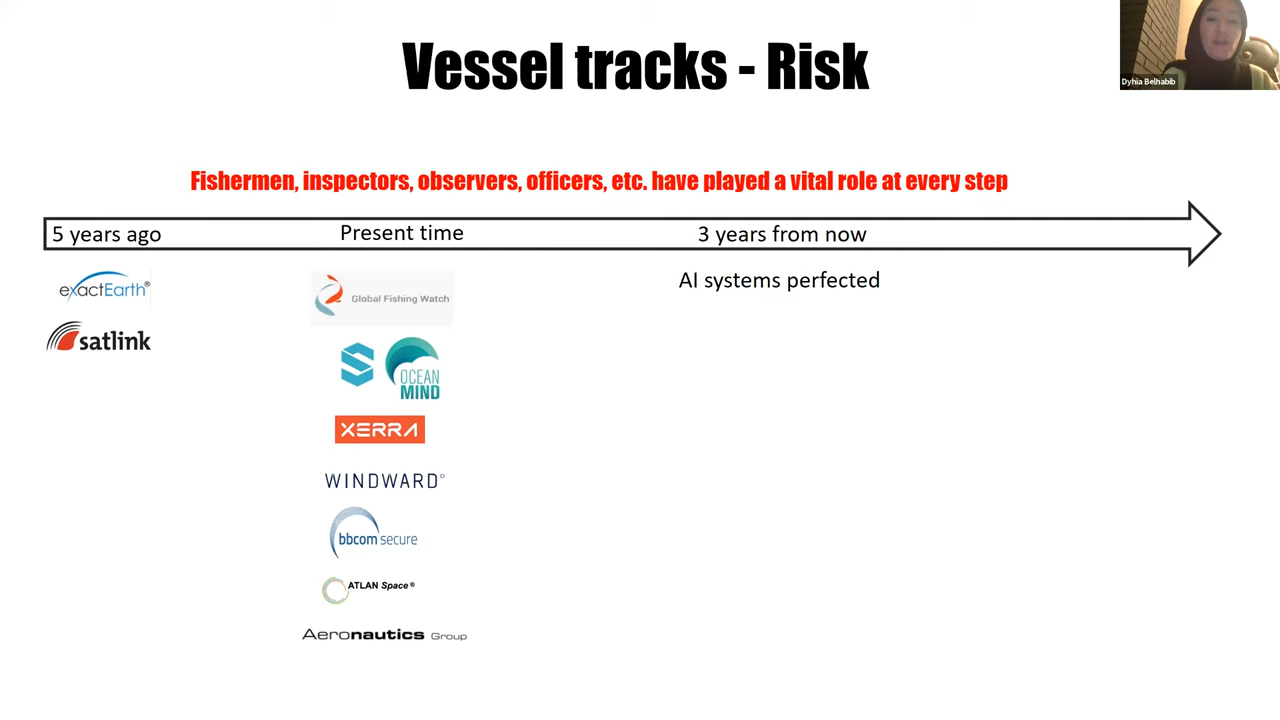 Vessel tracks - Risk
Dyhia Belhabib
Fishermen, inspectors, observers, officers, etc. have played a vital role at every step
5 years ago
Present time
3 years from now
exactEarth®
satlink
Global Fishing Watch
OCEAN
MIND
XERRA
WINDWARD®
bbcom secure
ATLAN Space®
Aeronautics Group
AI systems perfected